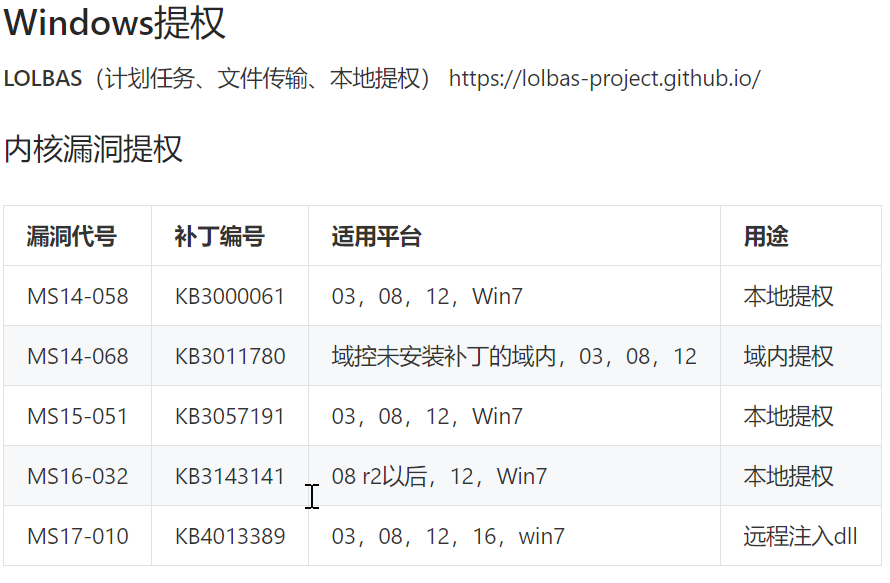 Windows提权
LOLBAS（计划任务、文件传输、本地提权） https://lolbas-project.github.io/
内核漏洞提权
漏洞代号 补丁编号 适用平台 用途
MS14-058 KB3000061 03，08，12，Win7 本地提权
MS14-068 KB3011780 域控未安装补丁的域内，03，08，12 域内提权
MS15-051 KB3057191 03，08，12，Win7 本地提权
MS16-032 KB3143141 08 r2以后，12，Win7 本地提权
MS17-010 KB4013389 03，08，12，16，win7 远程注入dll